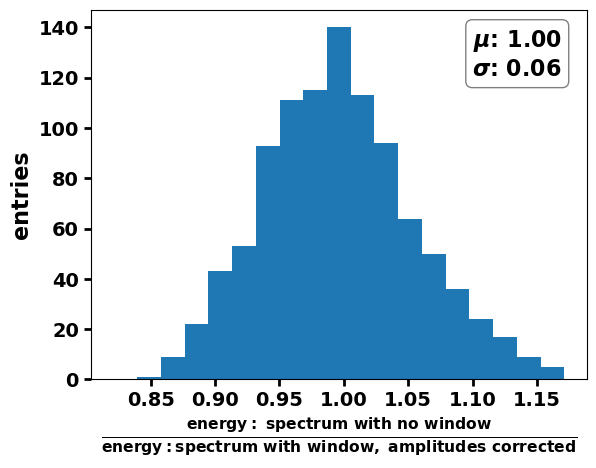 140
120
100
80
60
40
20
0
entries
μ: 1.00
σ: 0.06
0.85 0.90 0.95 1.00 1.05 1.10 1.15
energy : spectrum with no window
energy : spectrum with window, amplitudes corrected